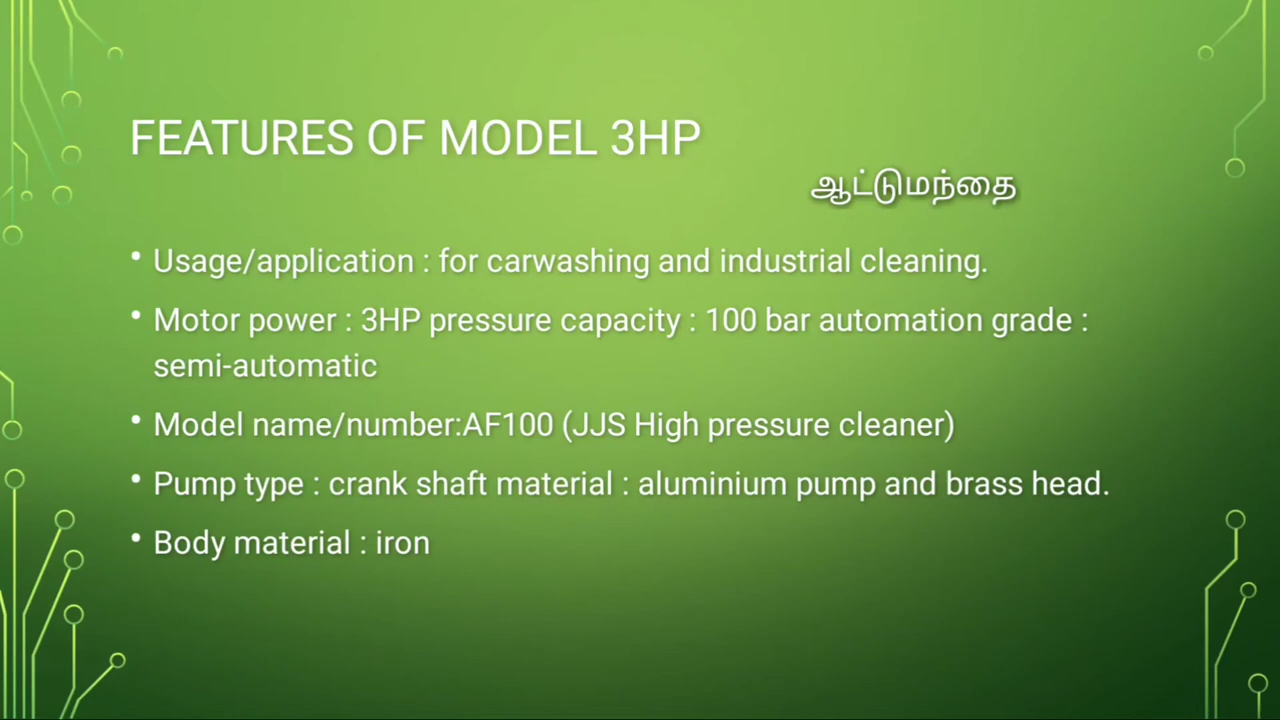 FEATURES OF MODEL 3HP
ஆட்டுமந்தை
• Usage/application : for carwashing and industrial cleaning.
• Motor power : 3HP pressure capacity : 100 bar automation grade :
semi-automatic
• Model name/number:AF100 (JJS High pressure cleaner)
• Pump type : crank shaft material : aluminium pump and brass head.
• Body material : iron